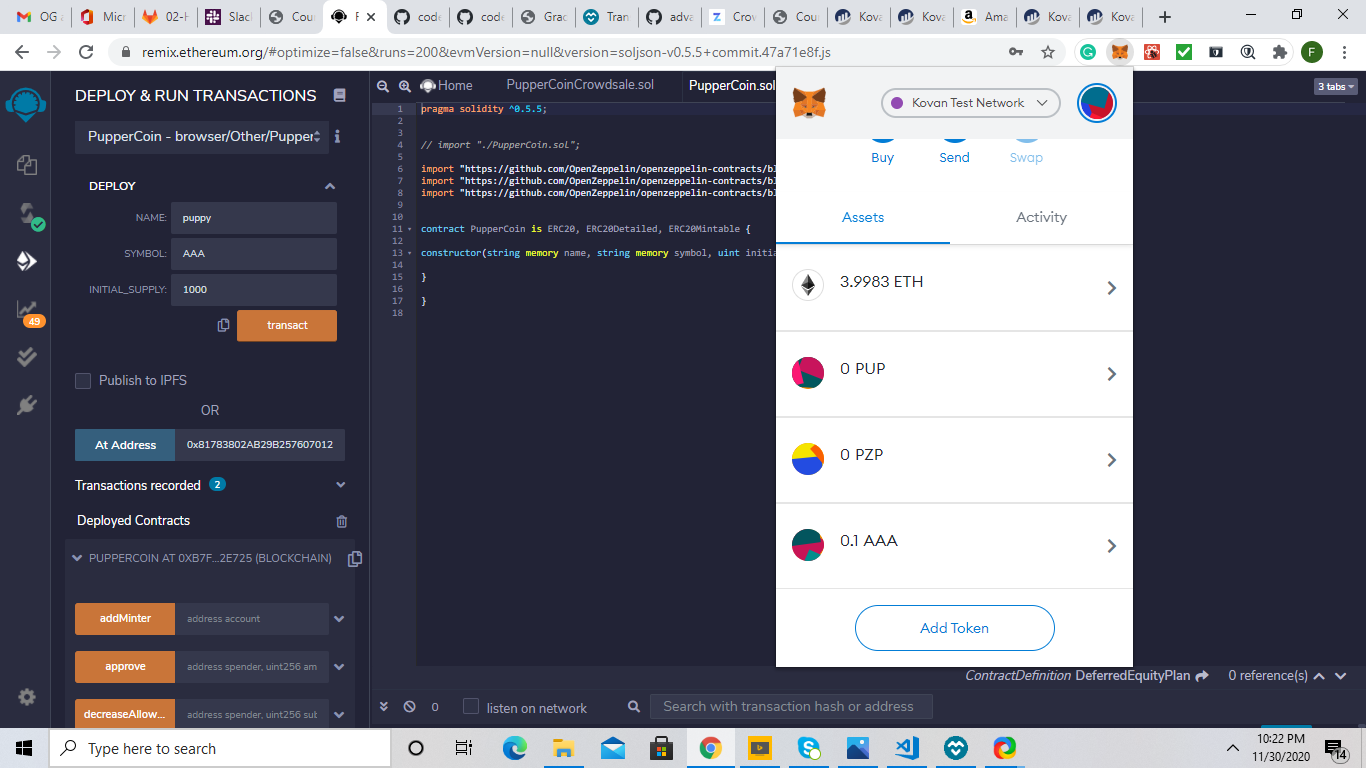 OG a
Micr
02-H
Slac
Cour
F
code
code
Grac
Tran
adva
Crov
Cour
Kova
Kova
Ama
Kova
Kova
remix.ethereum.org/#optimize=false&runs=200&evmVersion=null&version=soljson-v0.5.5+commit.47a71e8f.js
F
DEPLOY & RUN TRANSACTIONS
Home
PupperCoinCrowdsale.sol
PupperCoin.sol
3 tabs
PupperCoin - browser/Other/Pupper
i
DEPLOY
NAME:
puppy
SYMBOL:
AAA
INITIAL_SUPPLY:
1000
transact
Publish to IPFS
OR
At Address
0x81783802AB29B257607012
Transactions recorded
2
Deployed Contracts
PUPPERCOIN AT 0XB7F...2E725 (BLOCKCHAIN)
addMinter
address account
approve
address spender, uint256 am
decreaseAllow...
address spender, uint256 sub
49
1
2
3
4
5
6
7
8
9
10
11
12
13
14
15
16
17
18
pragma solidity ^0.5.5;
// import "./PupperCoin.sol";
import "https://github.com/OpenZeppelin/openzeppelin-contracts/bl
import "https://github.com/OpenZeppelin/openzeppelin-contracts/bl
import "https://github.com/OpenZeppelin/openzeppelin-contracts/bl
contract PupperCoin is ERC20, ERC20Detailed, ERC20Mintable {
constructor(string memory name, string memory symbol, uint initia
}
}
Kovan Test Network
Buy
Send
Swap
Assets
Activity
3.9983 ETH
0 PUP
0 PZP
0.1 AAA
Add Token
ContractDefinition DeferredEquityPlan
0 reference(s)
0
listen on network
Search with transaction hash or address
Type here to search
10:22 PM
11/30/2020
14